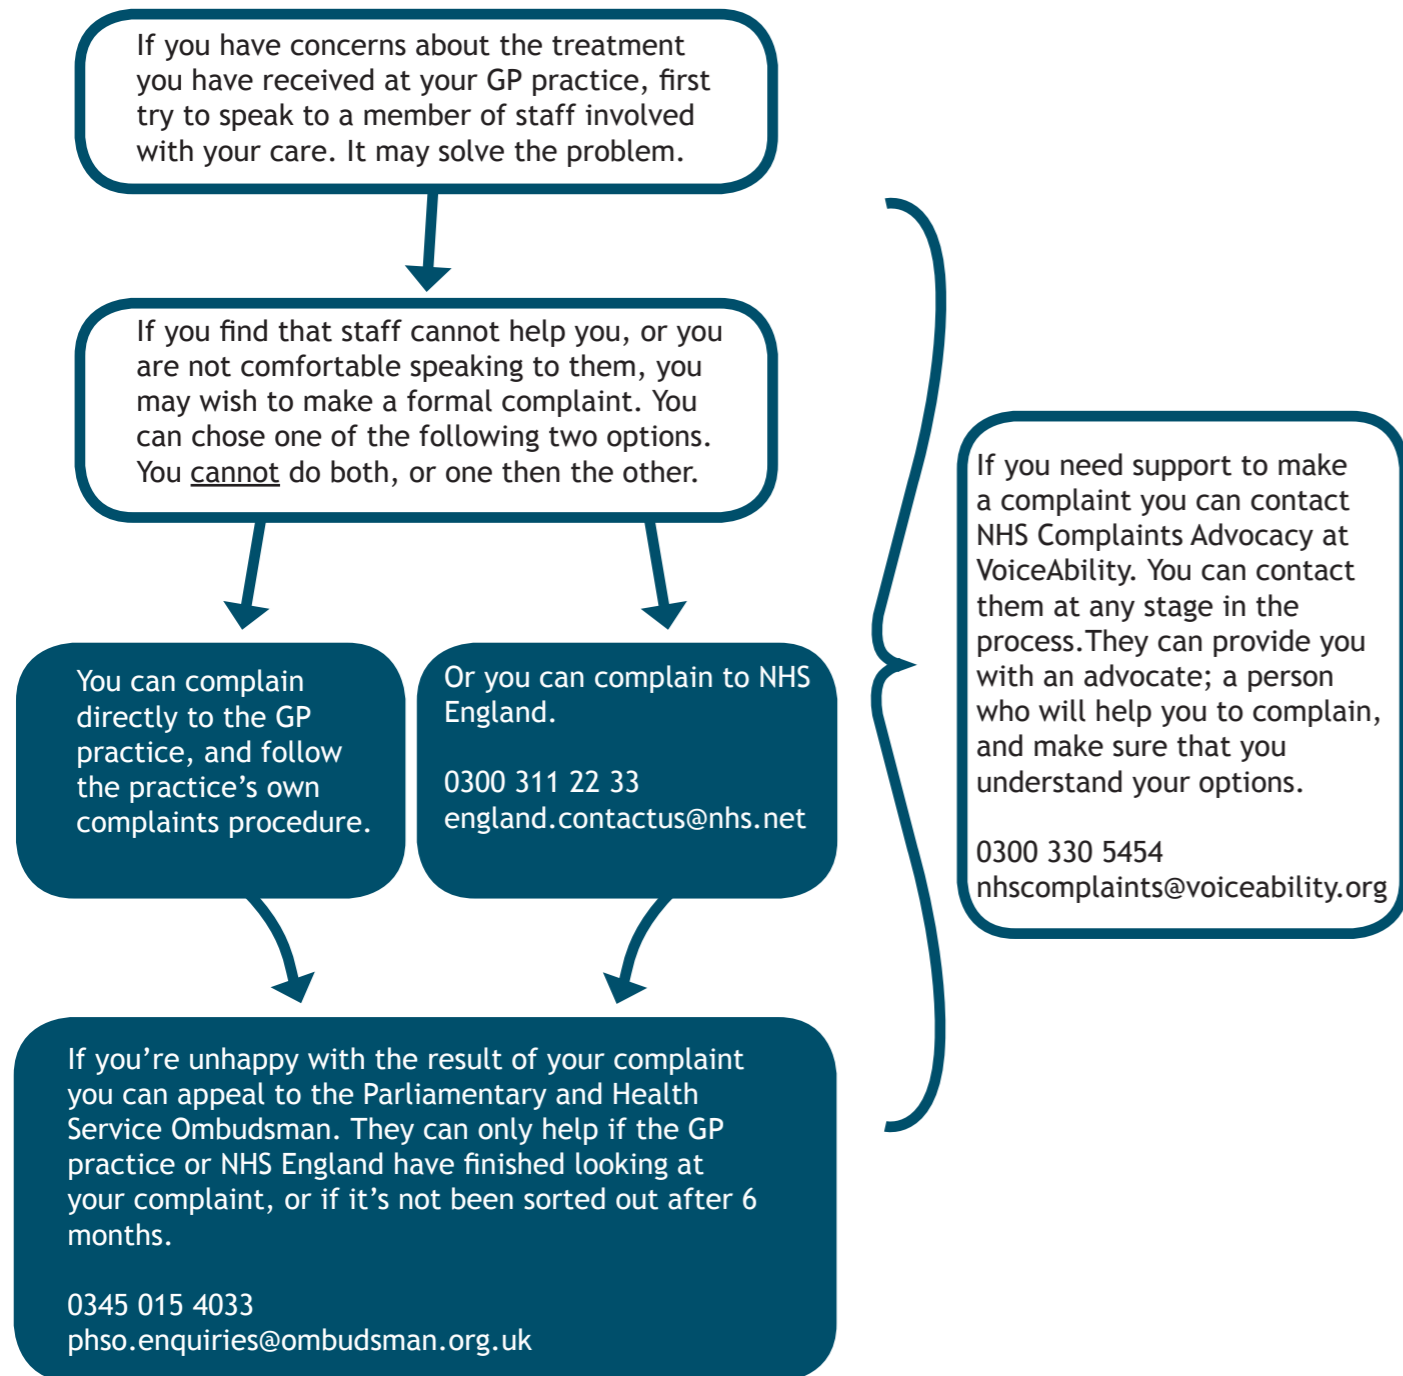 If you have concerns about the treatment
you have received at your GP practice, first
try to speak to a member of staff involved
with your care. It may solve the problem.
If you find that staff cannot help you, or you
are not comfortable speaking to them, you
may wish to make a formal complaint. You
can chose one of the following two options.
You cannot do both, or one then the other.
You can complain
directly to the GP
practice, and follow
the practice’s own
complaints procedure.
Or you can complain to NHS
England.
0300 311 22 33
england.contactus@nhs.net
If you’re unhappy with the result of your complaint
you can appeal to the Parliamentary and Health
Service Ombudsman. They can only help if the GP
practice or NHS England have finished looking at
your complaint, or if it’s not been sorted out after 6
months.
0345 015 4033
phso.enquiries@ombudsman.org.uk
If you need support to make
a complaint you can contact
NHS Complaints Advocacy at
VoiceAbility. You can contact
them at any stage in the
process.They can provide you
with an advocate; a person
who will help you to complain,
and make sure that you
understand your options.
0300 330 5454
nhscomplaints@voiceability.org